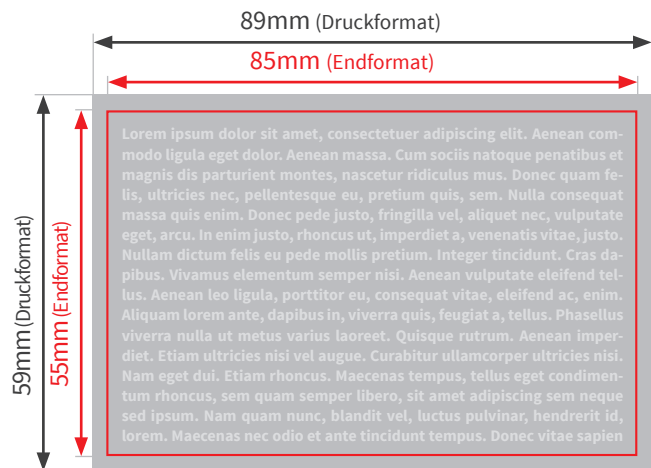 89mm (Druckformat)
85mm (Endformat)
59mm (Druckformat)
55mm (Endformat)
Lorem ipsum dolor sit amet, consectetuer adipiscing elit. Aenean com-
modo ligula eget dolor. Aenean massa. Cum sociis natoque penatibus et
magnis dis parturient montes, nascetur ridiculus mus. Donec quam fe-
lis, ultricies nec, pellentesque eu, pretium quis, sem. Nulla consequat
massa quis enim. Donec pede justo, fringilla vel, aliquet nec, vulputate
eget, arcu. In enim justo, rhoncus ut, imperdiet a, venenatis vitae, justo.
Nullam dictum felis eu pede mollis pretium. Integer tincidunt. Cras da-
pibus. Vivamus elementum semper nisi. Aenean vulputate eleifend tel-
lus. Aenean leo ligula, porttitor eu, consequat vitae, eleifend ac, enim.
Aliquam lorem ante, dapibus in, viverra quis, feugiat a, tellus. Phasellus
viverra nulla ut metus varius laoreet. Quisque rutrum. Aenean imper-
diet. Etiam ultricies nisi vel augue. Curabitur ullamcorper ultricies nisi.
Nam eget dui. Etiam rhoncus. Maecenas tempus, tellus eget condimen-
tum rhoncus, sem quam semper libero, sit amet adipiscing sem neque
sed ipsum. Nam quam nunc, blandit vel, luctus pulvinar, hendrerit id,
lorem. Maecenas nec odio et ante tincidunt tempus. Donec vitae sapien